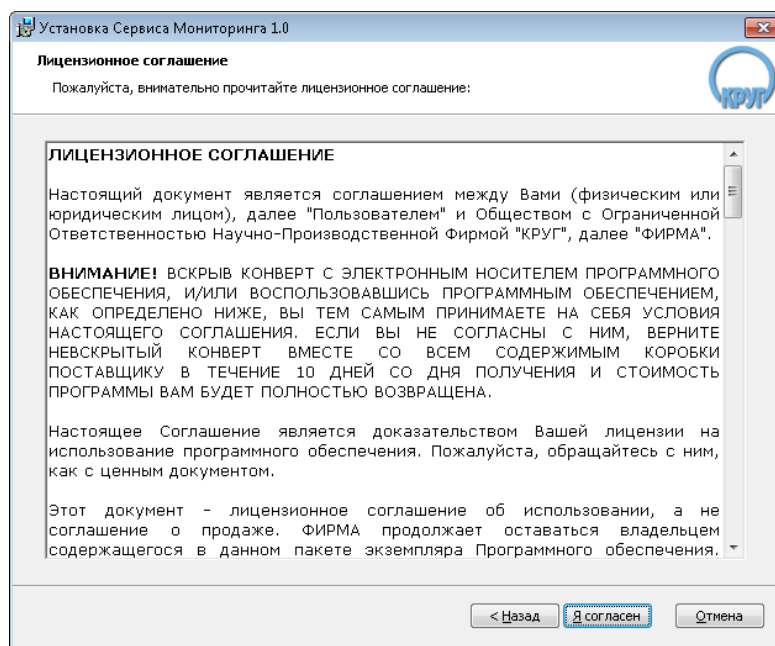 Установка Сервиса Мониторинга 1.0
Лицензионное соглашение
Пожалуйста, внимательно прочитайте лицензионное соглашение:
КРУГ
ЛИЦЕНЗИОННОЕ СОГЛАШЕНИЕ
Настоящий документ является соглашением между Вами (физическим или
юридическим лицом), далее "Пользователем" и Обществом с Ограниченной
Ответственностью Научно-Производственной Фирмой "КРУГ", далее "ФИРМА".
ВНИМАНИЕ! ВСКРЫВ КОНВЕРТ С ЭЛЕКТРОННЫМ НОСИТЕЛЕМ ПРОГРАММНОГО
ОБЕСПЕЧЕНИЯ, И/ИЛИ ВОСПОЛЬЗОВАВШИСЬ ПРОГРАММНЫМ ОБЕСПЕЧЕНИЕМ,
КАК ОПРЕДЕЛЕНО НИЖЕ, ВЫ ТЕМ САМЫМ ПРИНИМАЕТЕ НА СЕБЯ УСЛОВИЯ
НАСТОЯЩЕГО СОГЛАШЕНИЯ. ЕСЛИ ВЫ НЕ СОГЛАСНЫ С НИМ, ВЕРНИТЕ
НЕВСКРЫТЫЙ КОНВЕРТ ВМЕСТЕ СО ВСЕМ СОДЕРЖИМЫМ КОРОБКИ
ПОСТАВЩИКУ В ТЕЧЕНИЕ 10 ДНЕЙ СО ДНЯ ПОЛУЧЕНИЯ И СТОИМОСТЬ
ПРОГРАММЫ ВАМ БУДЕТ ПОЛНОСТЬЮ ВОЗВРАЩЕНА.
Настоящее Соглашение является доказательством Вашей лицензии на
использование программного обеспечения. Пожалуйста, обращайтесь с ним,
как с ценным документом.
Этот документ – лицензионное соглашение об использовании, а не
соглашение о продаже. ФИРМА продолжает оставаться владельцем
содержащегося в данном пакете экземпляра Программного обеспечения.
< Назад
Я согласен
Отмена